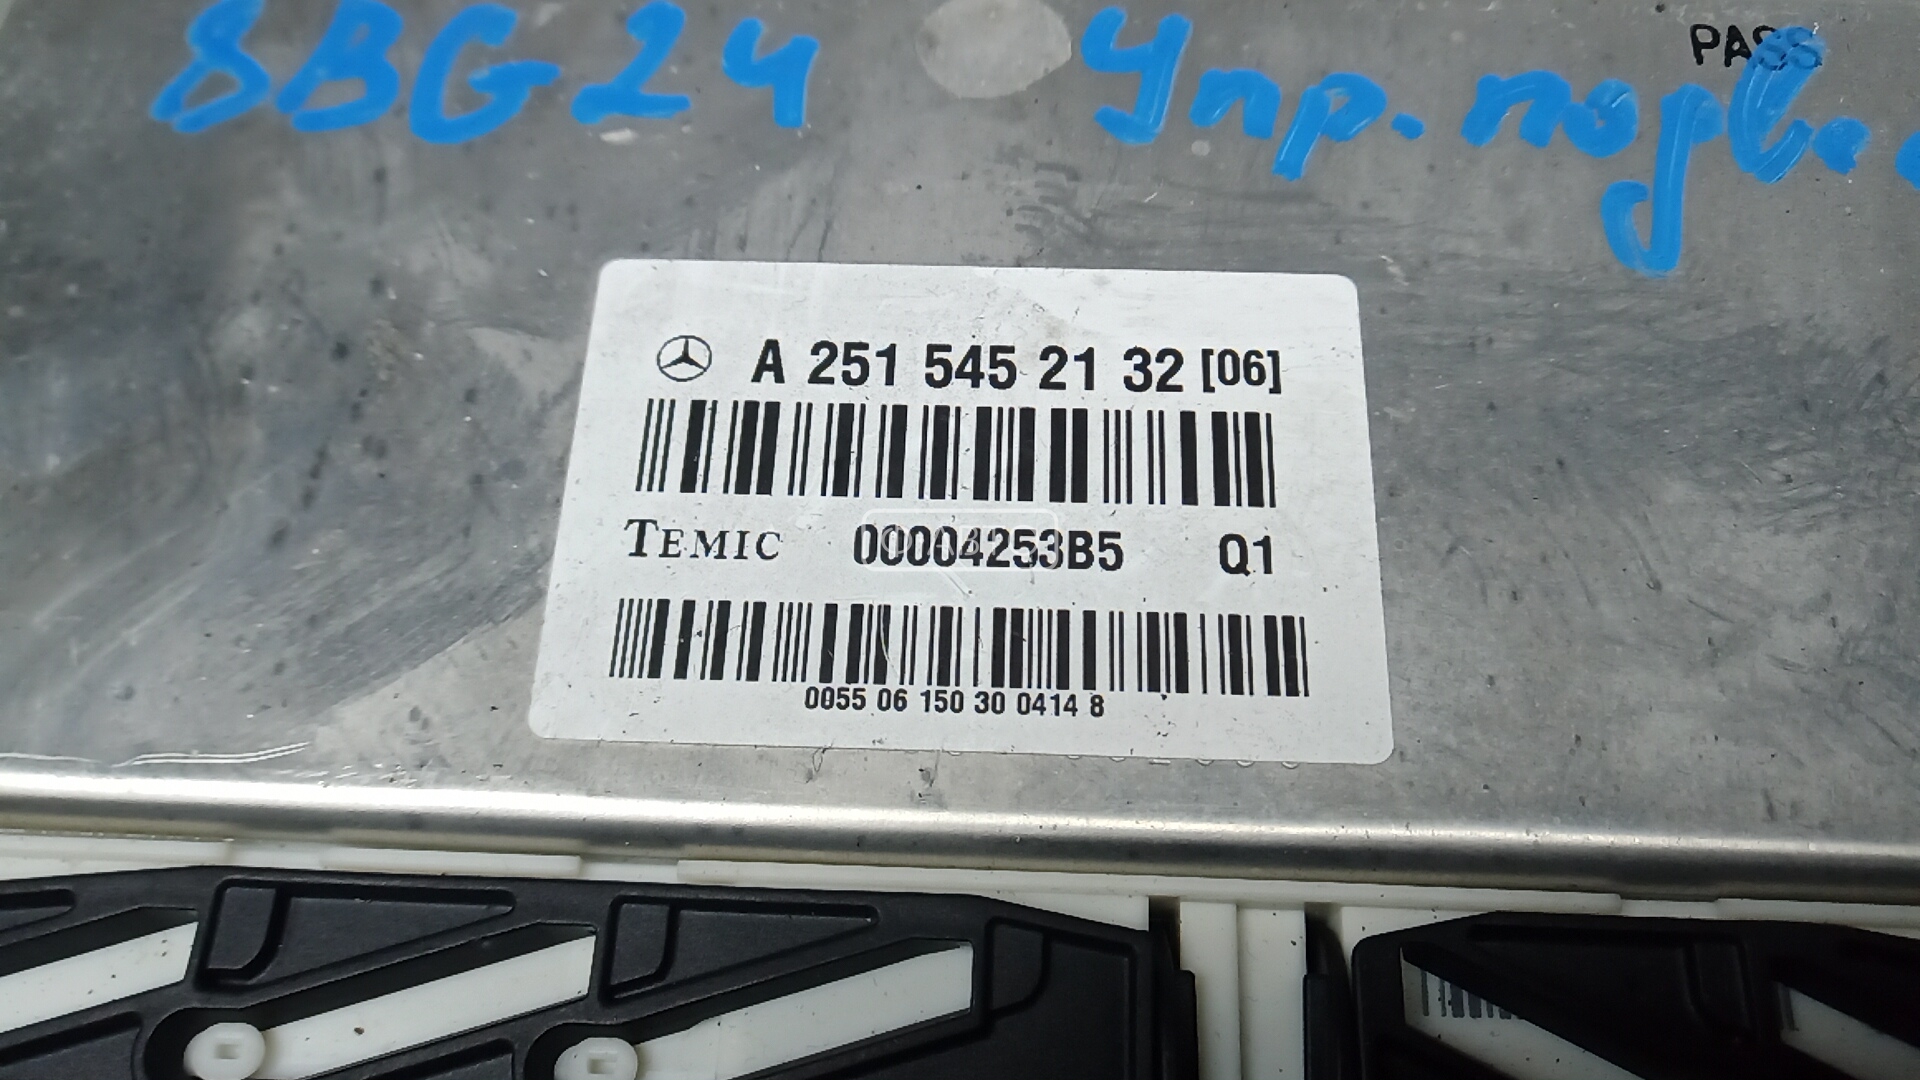 8BG24 Упр. подв.
PASS
A 251 545 21 32 [06]
TEMIC 00004253B5 Q1
0055 06 150 30 0414 8